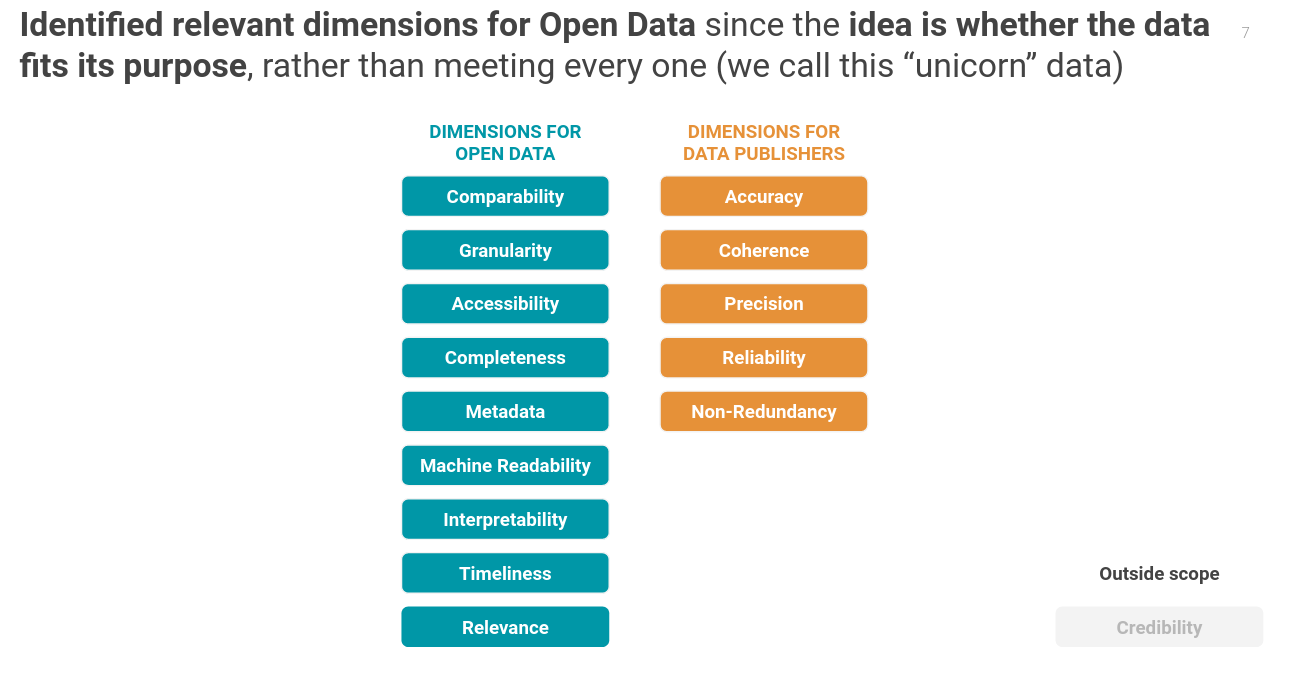 Identified relevant dimensions for Open Data since the idea is whether the data
fits its purpose, rather than meeting every one (we call this “unicorn” data)
7
DIMENSIONS FOR
OPEN DATA
Comparability
Granularity
Accessibility
Completeness
Metadata
Machine Readability
Interpretability
Timeliness
Relevance
DIMENSIONS FOR
DATA PUBLISHERS
Accuracy
Coherence
Precision
Reliability
Non-Redundancy
Outside scope
Credibility